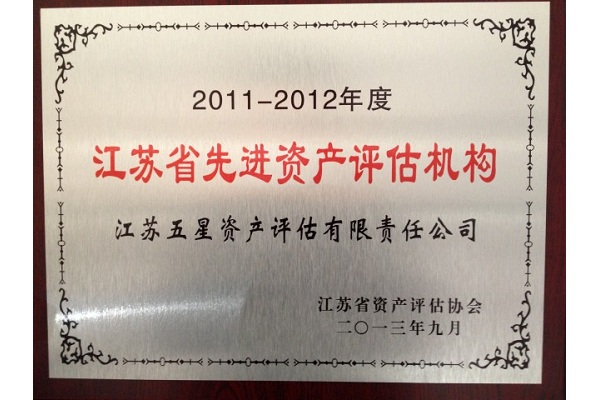 2011-2012年度
江苏省先进资产评估机构
江苏五星资产评估有限责任公司
江苏省资产评估协会
二〇一三年九月